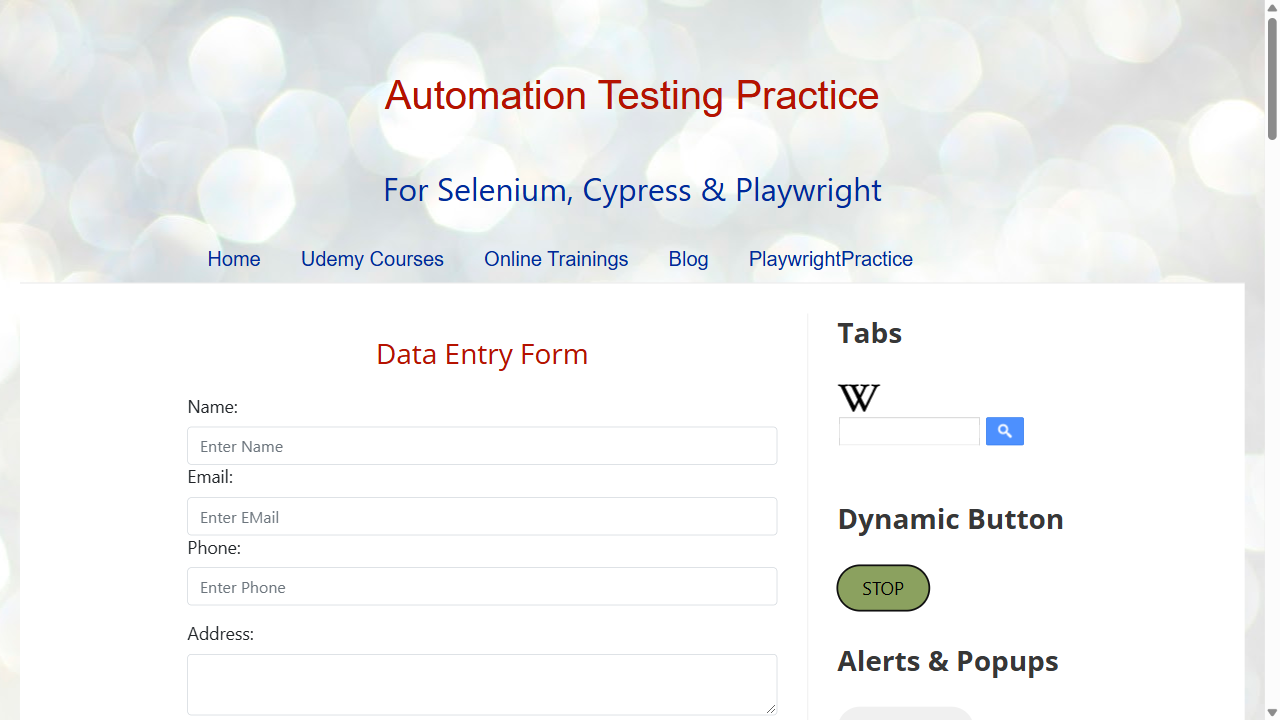 Automation Testing Practice
For Selenium, Cypress & Playwright
Home Udemy Courses Online Trainings Blog PlaywrightPractice
Data Entry Form
Name:
Enter Name
Email:
Enter EMail
Phone:
Enter Phone
Address:
Tabs
W
Dynamic Button
STOP
Alerts & Popups